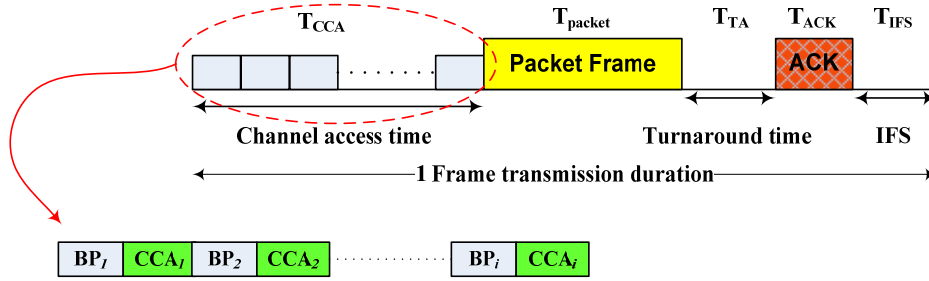 T_CCA T_packet T_TA T_ACK T_IFS
Packet Frame ACK
Channel access time Turnaround time IFS
1 Frame transmission duration
BP_1 CCA_1 BP_2 CCA_2 BP_i CCA_i